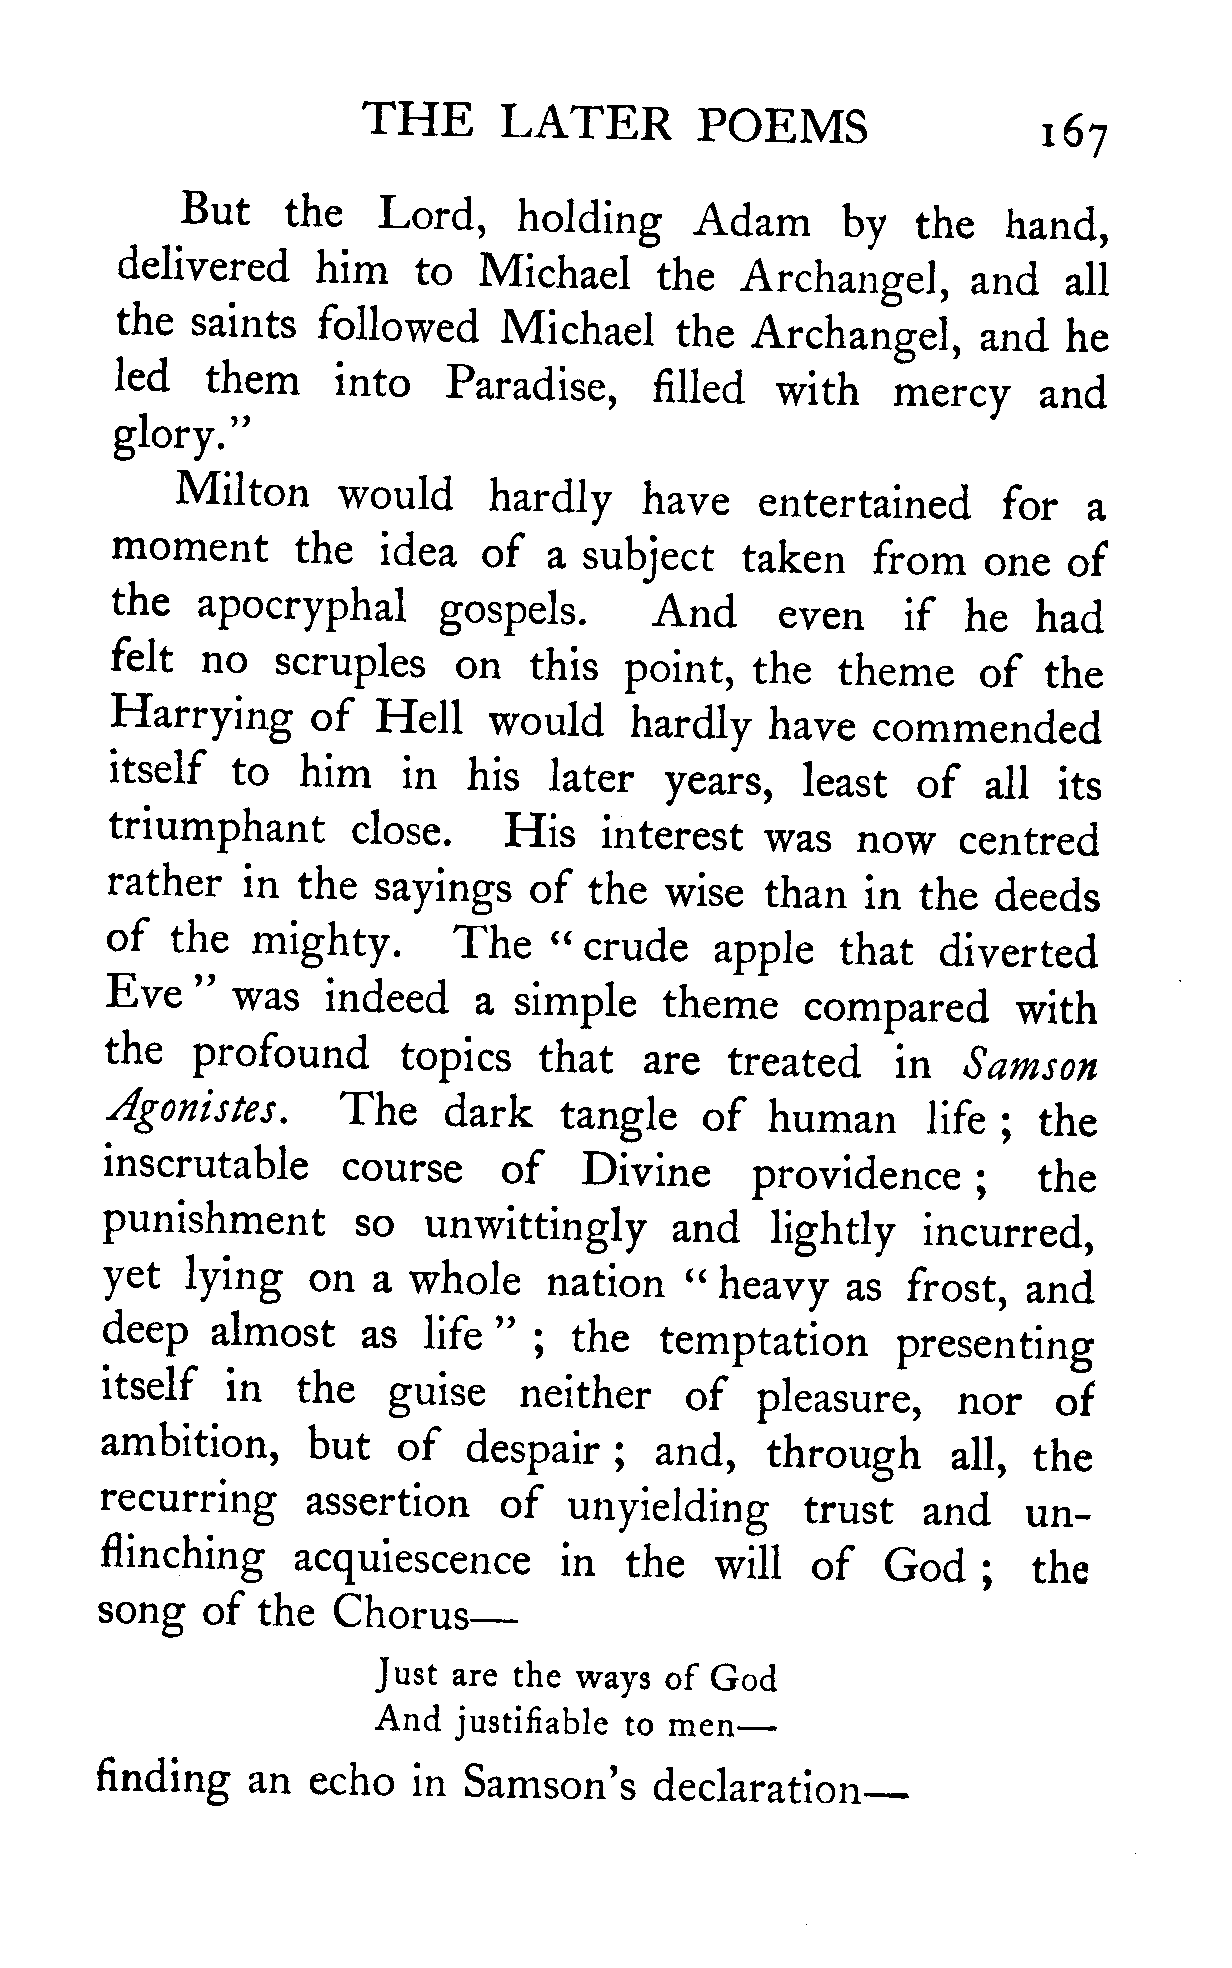 THE LATER POEMS 167
But the Lord, holding Adam by the hand,
delivered him to Michael the Archangel, and all
the saints followed Michael the Archangel, and he
led them into Paradise, filled with mercy and
glory."
Milton would hardly have entertained for a
moment the idea of a subject taken from one of
the apocryphal gospels. And even if he had
felt no scruples on this point, the theme of the
Harrying of Hell would hardly have commended
itself to him in his later years, least of all its
triumphant close. His interest was now centred
rather in the sayings of the wise than in the deeds
of the mighty. The "crude apple that diverted
Eve" was indeed a simple theme compared with
the profound topics that are treated in Samson
Agonistes. The dark tangle of human life ; the
inscrutable course of Divine providence ; the
punishment so unwittingly and lightly incurred,
yet lying on a whole nation "heavy as frost, and
deep almost as life" ; the temptation presenting
itself in the guise neither of pleasure, nor of
ambition, but of despair ; and, through all, the
recurring assertion of unyielding trust and un-
flinching acquiescence in the will of God ; the
song of the Chorus—
Just are the ways of God
And justifiable to men—
finding an echo in Samson's declaration—